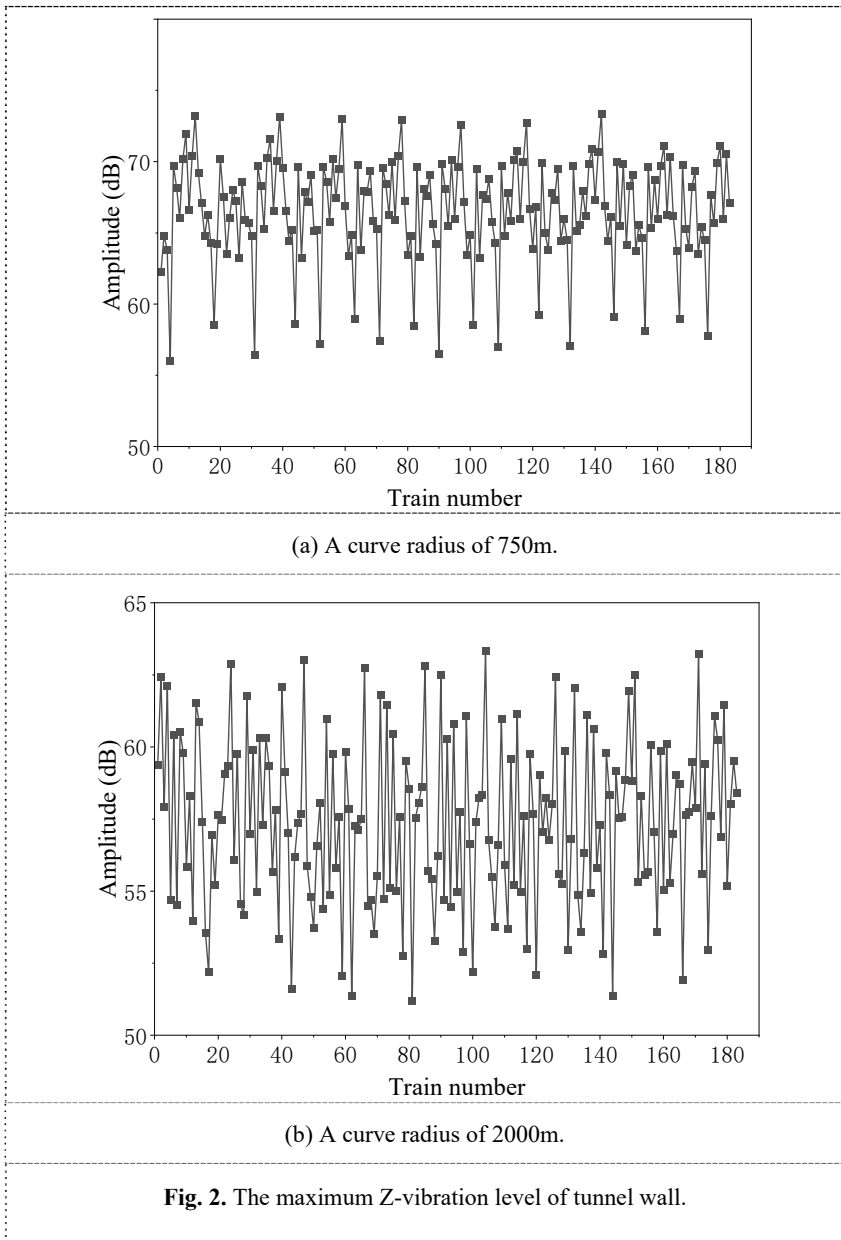 70
60
50
Amplitude (dB)
0 20 40 60 80 100 120 140 160 180
Train number
(a) A curve radius of 750m.
65
60
55
50
Amplitude (dB)
0 20 40 60 80 100 120 140 160 180
Train number
(b) A curve radius of 2000m.
Fig. 2. The maximum Z-vibration level of tunnel wall.